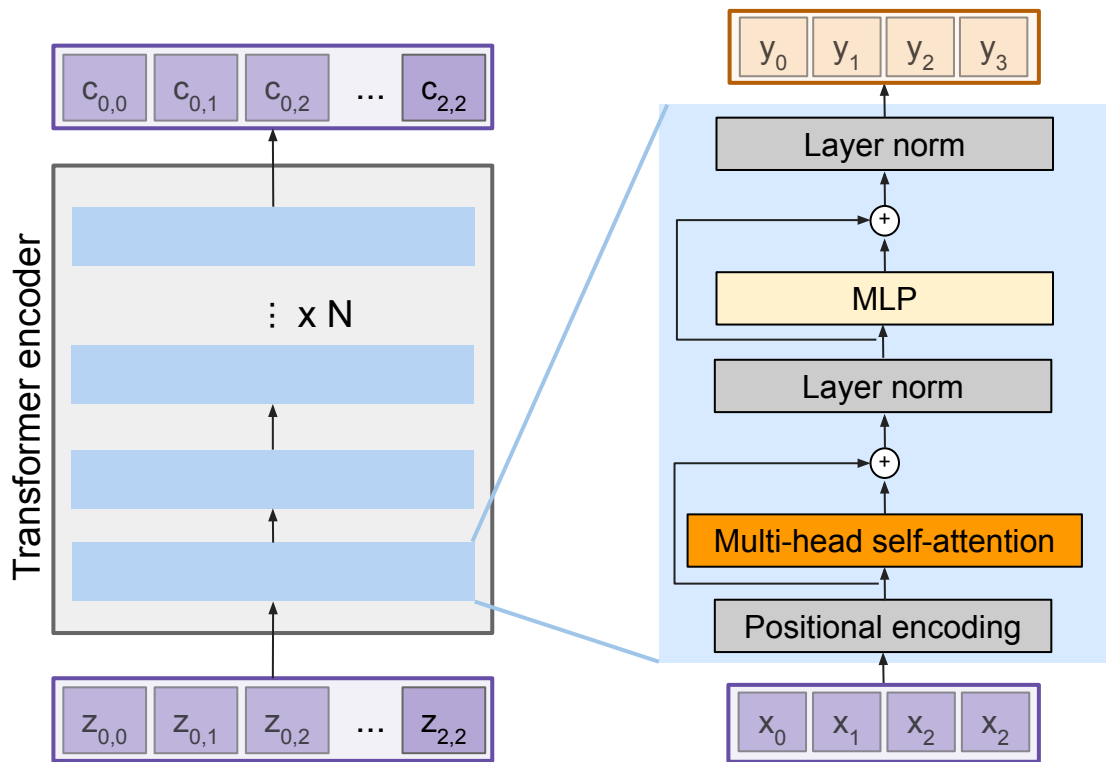 c0,0 c0,1 c0,2 ... c2,2
Transformer encoder
⋮ x N
z0,0 z0,1 z0,2 ... z2,2
y0 y1 y2 y3
Layer norm
+
MLP
Layer norm
+
Multi-head self-attention
Positional encoding
x0 x1 x2 x2